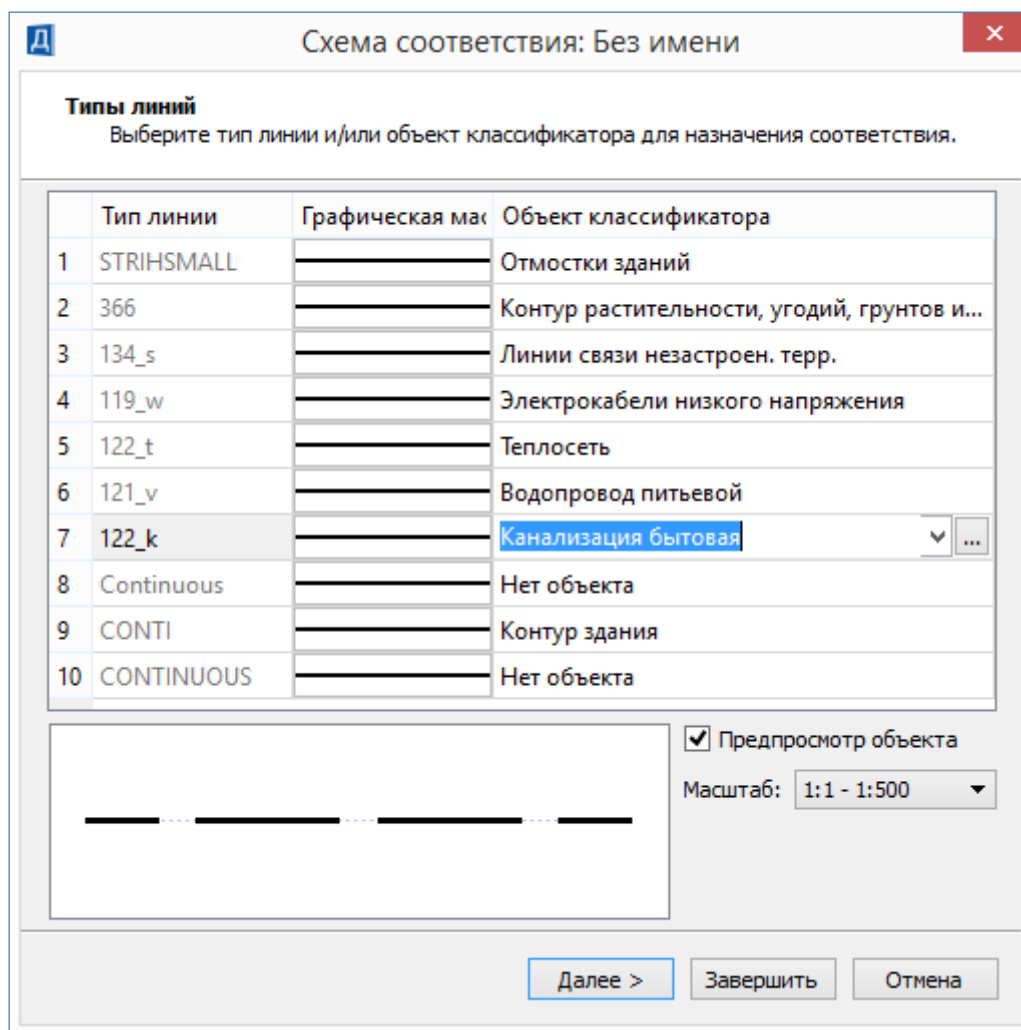 Д Схема соответствия: Без имени
Типы линий
Выберите тип линии и/или объект классификатора для назначения соответствия.
Тип линии Графическая мас Объект классификатора
1 STRIHSMALL Отмостки зданий
2 366 Контур растительности, угодий, грунтов и...
3 134_s Линии связи незастроен. терр.
4 119_w Электрокабели низкого напряжения
5 122_t Теплосеть
6 121_v Водопровод питьевой
7 122_k Канализация бытовая ...
8 Continuous Нет объекта
9 CONTI Контур здания
10 CONTINUOUS Нет объекта
Предпросмотр объекта
Масштаб: 1:1 - 1:500
Далее > Завершить Отмена